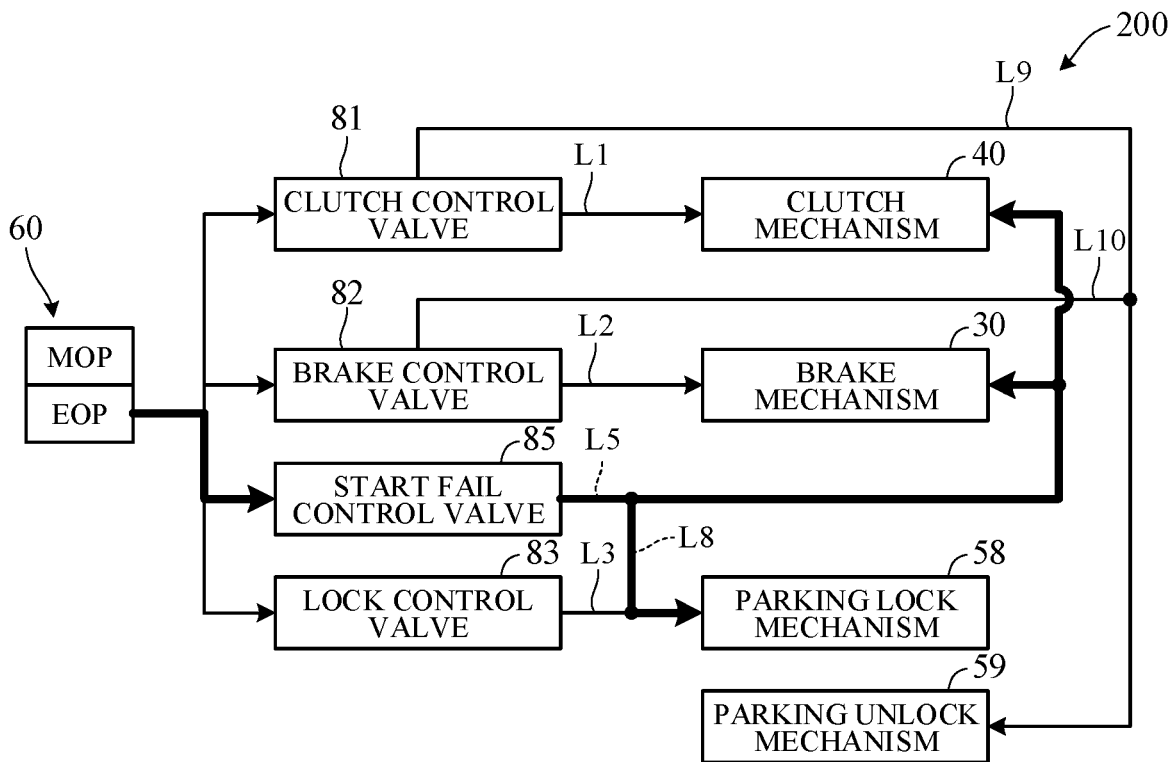 200
L9
81
L1
40
CLUTCH CONTROL
VALVE
CLUTCH
MECHANISM
60
L10
82
L2
30
MOP
EOP
BRAKE CONTROL
VALVE
BRAKE
MECHANISM
85
L5
START FAIL
CONTROL VALVE
L8
83
L3
58
LOCK CONTROL
VALVE
PARKING LOCK
MECHANISM
59
PARKING UNLOCK
MECHANISM